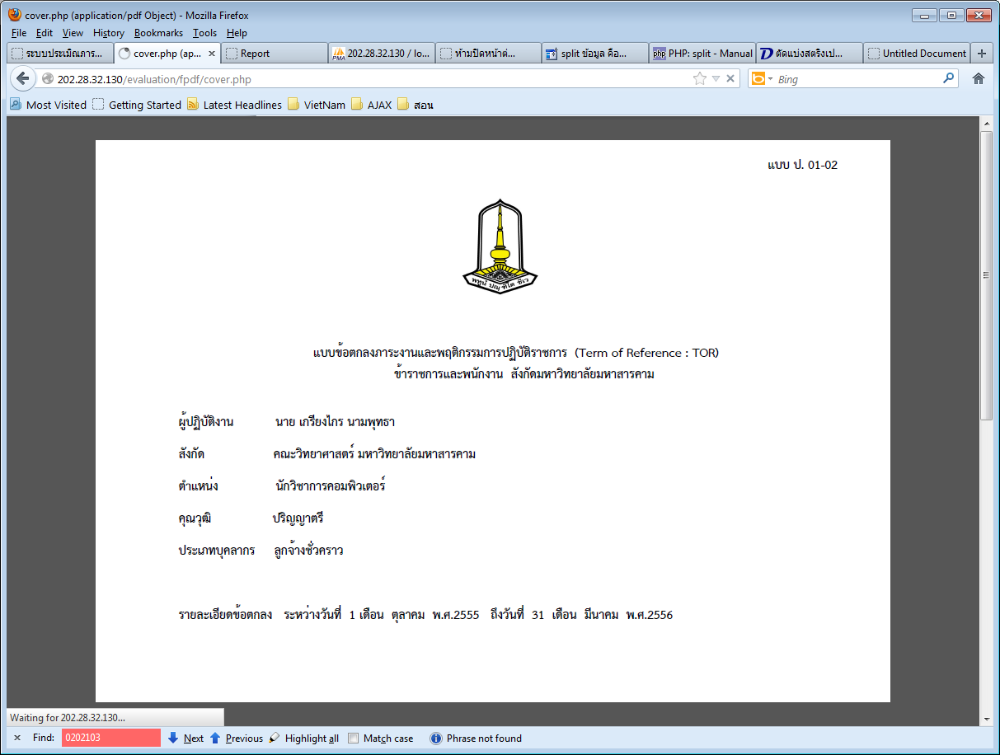 cover.php (application/pdf Object) - Mozilla Firefox
File Edit View History Bookmarks Tools Help
ระบบประเมินภาร... cover.php (ap... Report 202.28.32.130 / lo... ห้ามปิดหน้าต่... split ข้อมูล คือ... PHP: split - Manual ตัดแบ่งสตริงเป... Untitled Document
202.28.32.130/evaluation/fpdf/cover.php Bing
Most Visited Getting Started Latest Headlines VietNam AJAX สอน
แบบ ป. 01-02
พหูนํ ปณฺฑิโต ชีเว
แบบข้อตกลงภาระงานและพฤติกรรมการปฏิบัติราชการ (Term of Reference : TOR)
ข้าราชการและพนักงาน สังกัดมหาวิทยาลัยมหาสารคาม
ผู้ปฏิบัติงาน นาย เกรียงไกร นามพุทธา
สังกัด คณะวิทยาศาสตร์ มหาวิทยาลัยมหาสารคาม
ตำแหน่ง นักวิชาการคอมพิวเตอร์
คุณวุฒิ ปริญญาตรี
ประเภทบุคลากร ลูกจ้างชั่วคราว
รายละเอียดข้อตกลง ระหว่างวันที่ 1 เดือน ตุลาคม พ.ศ.2555 ถึงวันที่ 31 เดือน มีนาคม พ.ศ.2556
Waiting for 202.28.32.130...
Find: 0202103 Next Previous Highlight all Match case Phrase not found